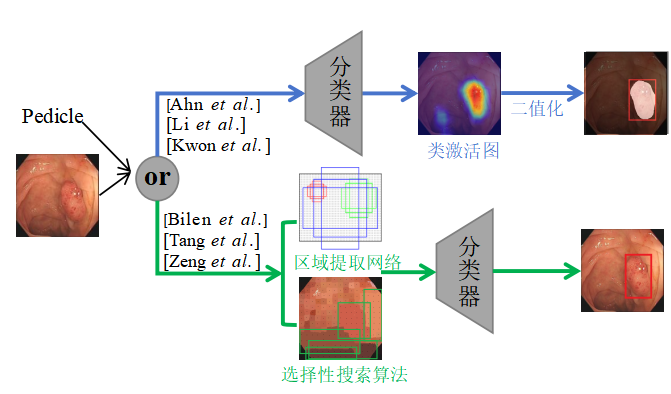 Pedicle
or
[Ahn et al.]
[Li et al.]
[Kwon et al.]
分类器
类激活图
二值化
[Bilen et al.]
[Tang et al.]
[Zeng et al.]
区域提取网络
选择性搜索算法
分类器